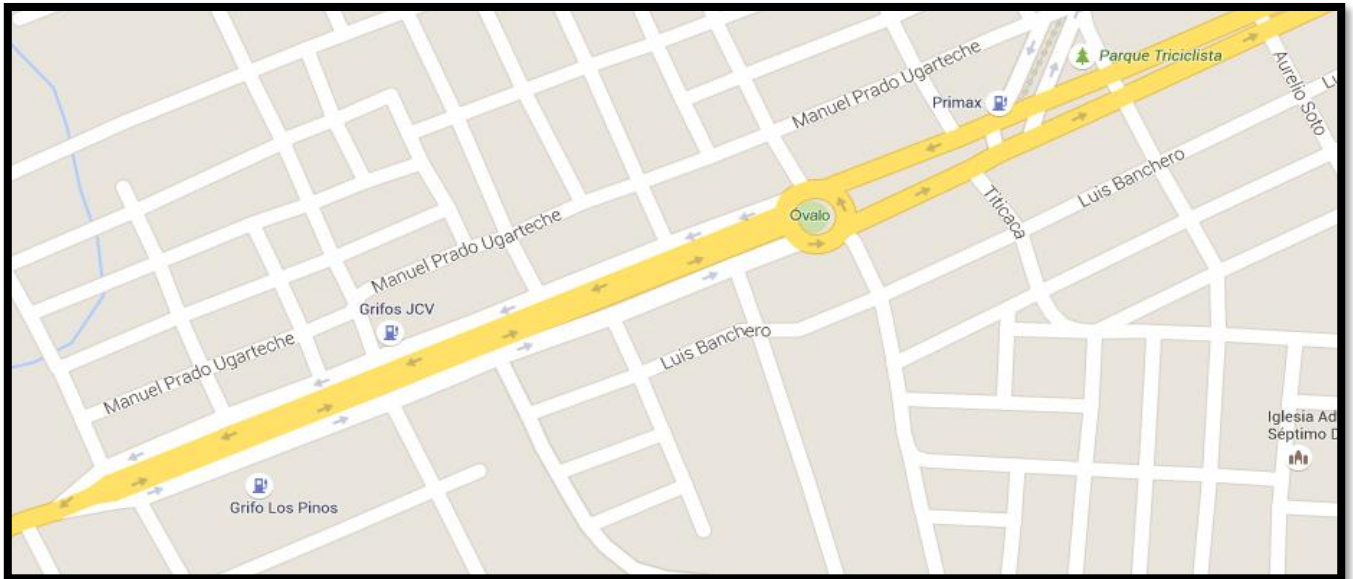 Parque Triciclista
Manuel Prado Ugarteche
Aurelio Soto
Primax
Luis Banchero
Titicaca
Óvalo
Manuel Prado Ugarteche
Grifos JCV
Luis Banchero
Manuel Prado Ugarteche
Iglesia Ad
Séptimo D
Grifo Los Pinos